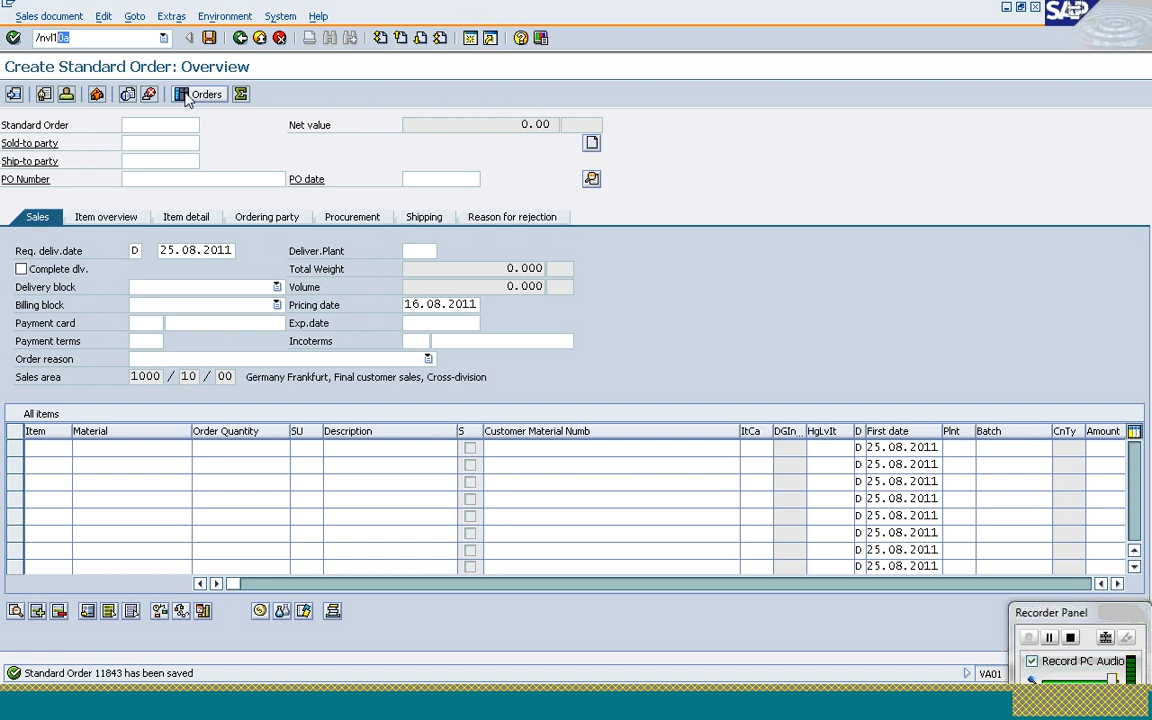 Sales document Edit Goto Extras Environment System Help
SAP
/nvl10a
Create Standard Order: Overview
Orders
Standard Order Net value 0.00
Sold-to party
Ship-to party
PO Number PO date
Sales Item overview Item detail Ordering party Procurement Shipping Reason for rejection
Req. deliv.date D 25.08.2011 Deliver.Plant
Complete dlv. Total Weight 0.000
Delivery block Volume 0.000
Billing block Pricing date 16.08.2011
Payment card Exp.date
Payment terms Incoterms
Order reason
Sales area 1000 / 10 / 00 Germany Frankfurt, Final customer sales, Cross-division
All items
Item Material Order Quantity SU Description S Customer Material Numb ItCa DGIn... HgLvIt D First date Plnt Batch CnTy Amount
D 25.08.2011
D 25.08.2011
D 25.08.2011
D 25.08.2011
D 25.08.2011
D 25.08.2011
D 25.08.2011
D 25.08.2011
Recorder Panel
Record PC Audio
Standard Order 11843 has been saved VA01